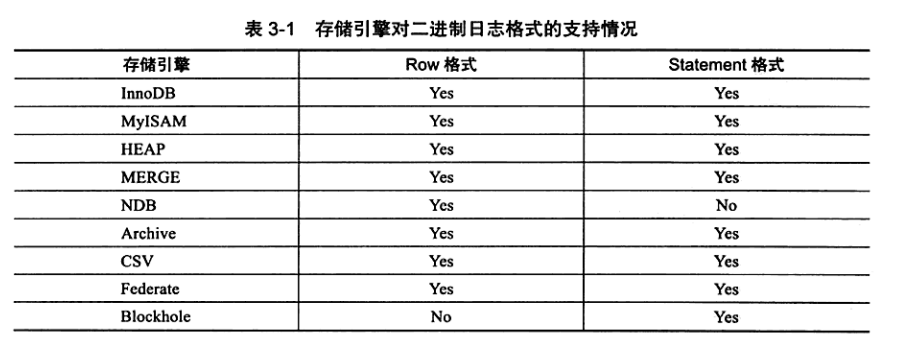 表 3-1 存储引擎对二进制日志格式的支持情况
存储引擎 Row 格式 Statement 格式
InnoDB Yes Yes
MyISAM Yes Yes
HEAP Yes Yes
MERGE Yes Yes
NDB Yes No
Archive Yes Yes
CSV Yes Yes
Federate Yes Yes
Blockhole No Yes